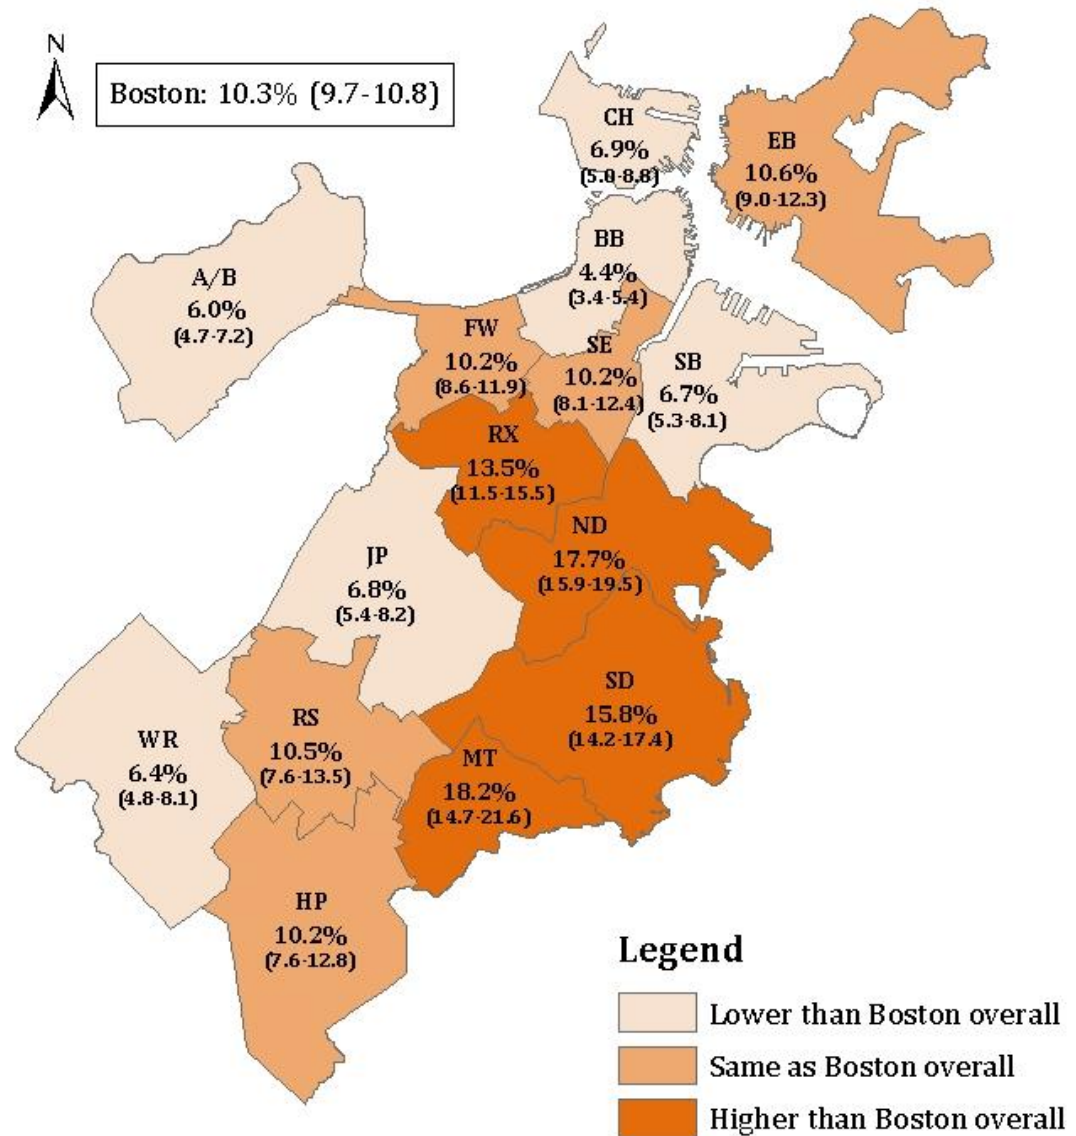 N
Boston: 10.3% (9.7-10.8)
CH
6.9%
(5.0-8.8)
EB
10.6%
(9.0-12.3)
BB
4.4%
(3.4-5.4)
A/B
6.0%
(4.7-7.2)
FW
10.2%
(8.6-11.9)
SE
10.2%
(8.1-12.4)
SB
6.7%
(5.3-8.1)
RX
13.5%
(11.5-15.5)
ND
17.7%
(15.9-19.5)
JP
6.8%
(5.4-8.2)
SD
15.8%
(14.2-17.4)
RS
10.5%
(7.6-13.5)
WR
6.4%
(4.8-8.1)
MT
18.2%
(14.7-21.6)
HP
10.2%
(7.6-12.8)
Legend
Lower than Boston overall
Same as Boston overall
Higher than Boston overall